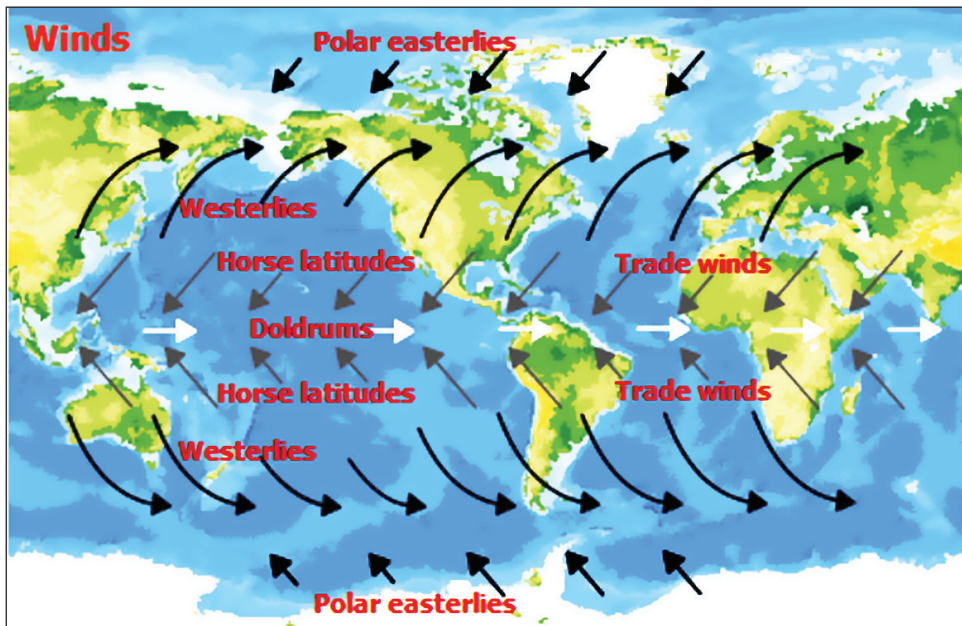 Winds
Polar easterlies
Westerlies
Horse latitudes
Trade winds
Doldrums
Horse latitudes
Trade winds
Westerlies
Polar easterlies